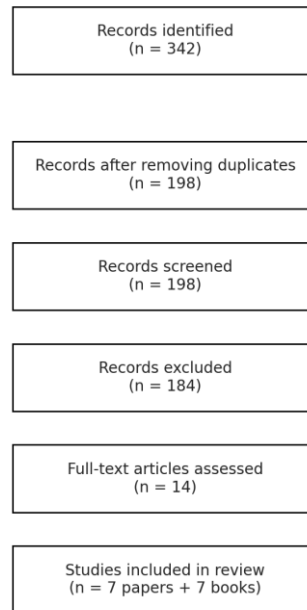 Records identified
(n = 342)
Records after removing duplicates
(n = 198)
Records screened
(n = 198)
Records excluded
(n = 184)
Full-text articles assessed
(n = 14)
Studies included in review
(n = 7 papers + 7 books)